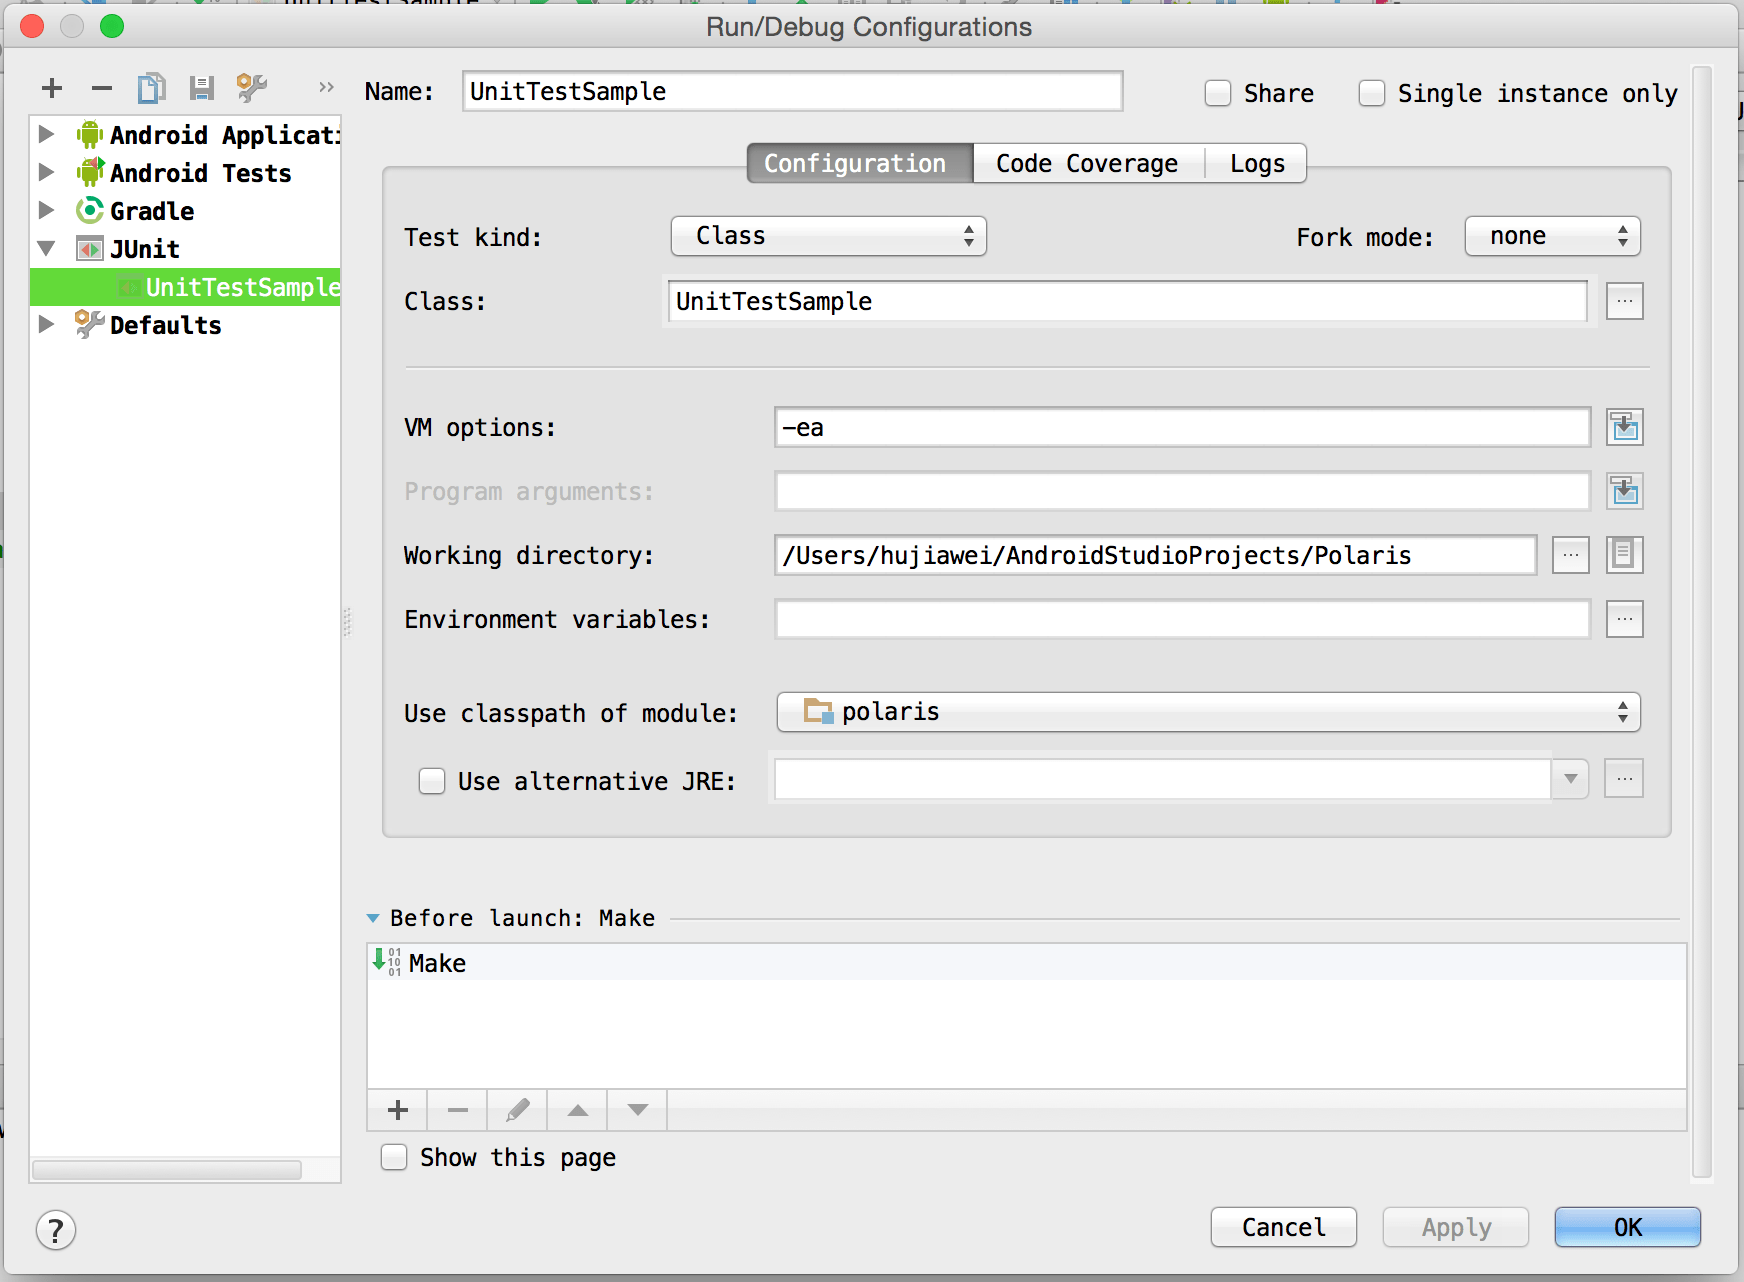 Run/Debug Configurations
Name: UnitTestSample Share Single instance only
Android Applicati
Android Tests
Gradle
JUnit
UnitTestSample
Defaults
Configuration Code Coverage Logs
Test kind: Class Fork mode: none
Class: UnitTestSample ...
VM options: -ea
Program arguments:
Working directory: /Users/hujiawei/AndroidStudioProjects/Polaris ...
Environment variables: ...
Use classpath of module: polaris
Use alternative JRE: ...
Before launch: Make
Make
Show this page
? Cancel Apply OK